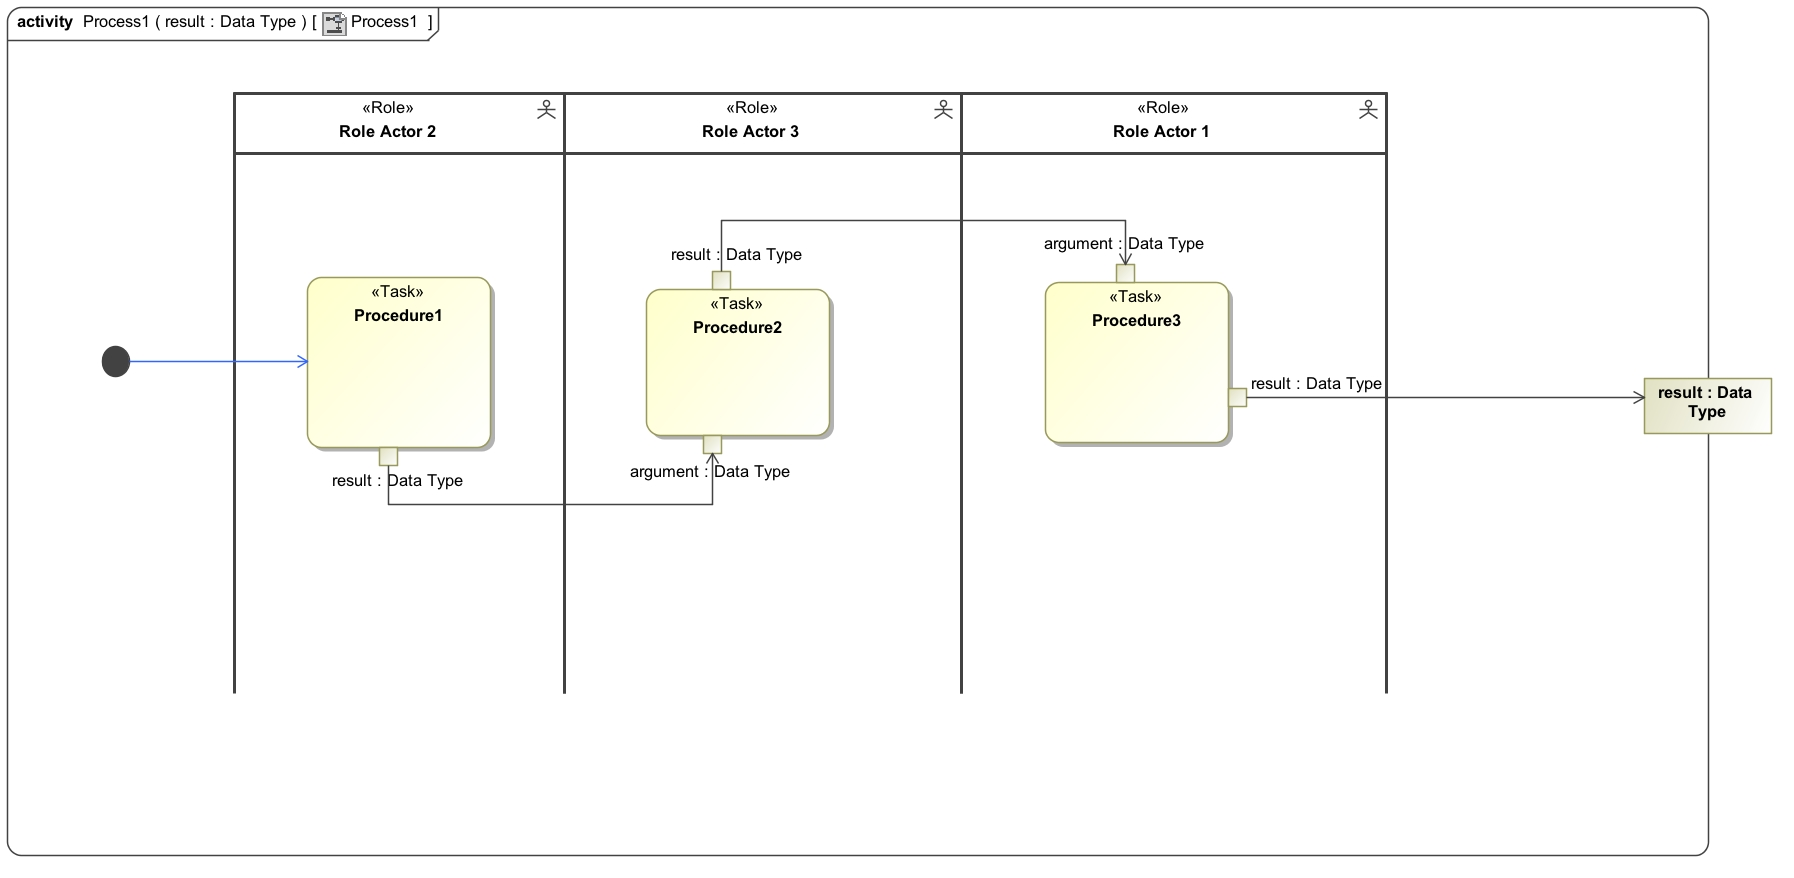 activity Process1 ( result : Data Type ) [ Process1 ]
«Role»
Role Actor 2
«Role»
Role Actor 3
«Role»
Role Actor 1
«Task»
Procedure1
result : Data Type
result : Data Type
«Task»
Procedure2
argument : Data Type
argument : Data Type
«Task»
Procedure3
result : Data Type
result : Data
Type